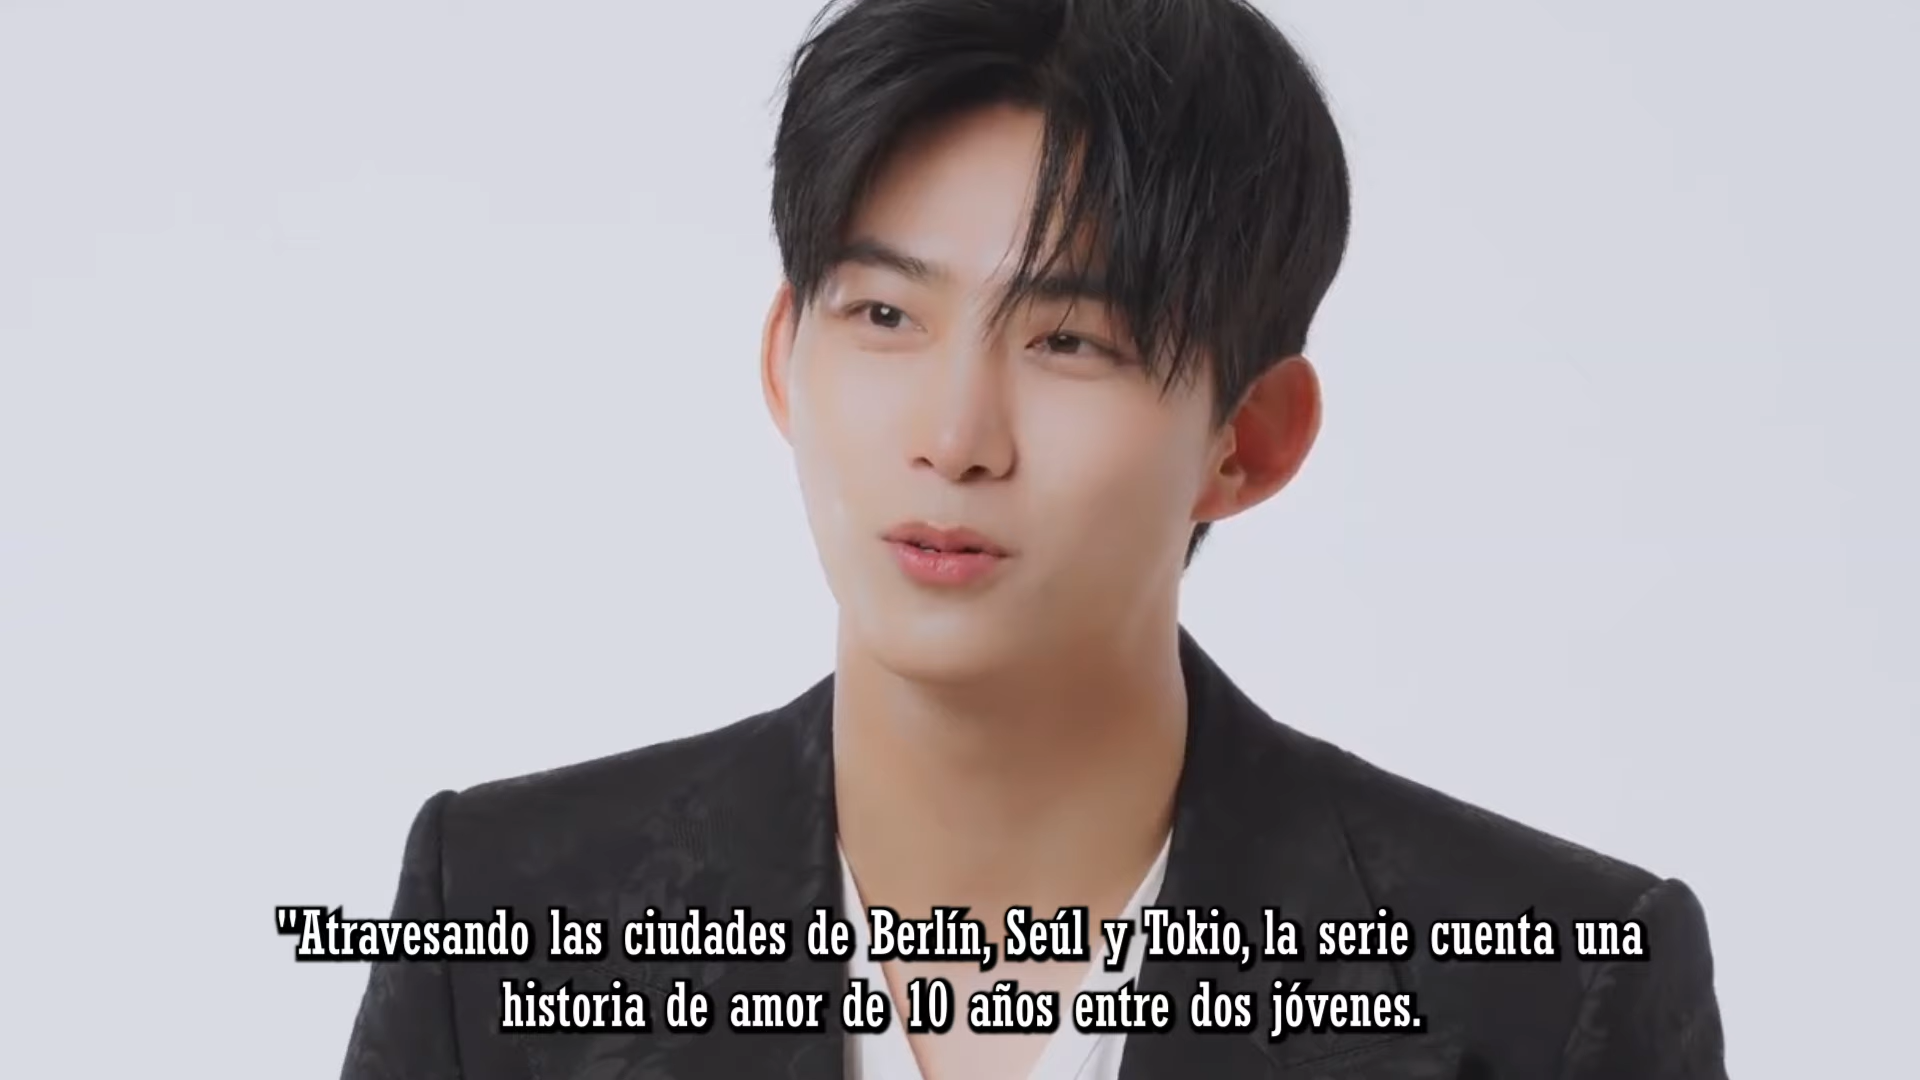 "Atravesando las ciudades de Berlín, Seúl y Tokio, la serie cuenta una
historia de amor de 10 años entre dos jóvenes.